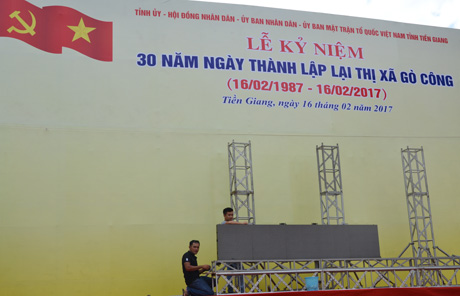 TỈNH ỦY - HỘI ĐỒNG NHÂN DÂN - ỦY BAN NHÂN DÂN - ỦY BAN MẶT TRẬN TỔ QUỐC VIỆT NAM TỈNH TIỀN GIANG
LỄ KỶ NIỆM
30 NĂM NGÀY THÀNH LẬP LẠI THỊ XÃ GÒ CÔNG
(16/02/1987 - 16/02/2017)
Tiền Giang, ngày 16 tháng 02 năm 2017